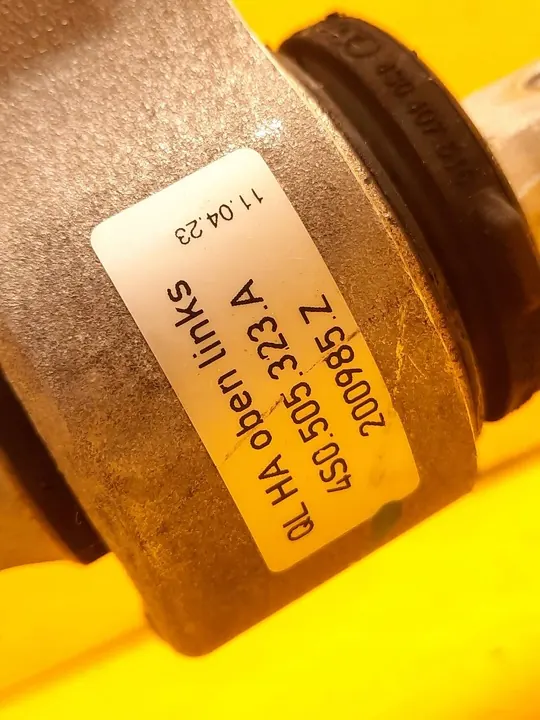 QL HA oben links
4S0.505.323.A
200985.Z
11.04.23